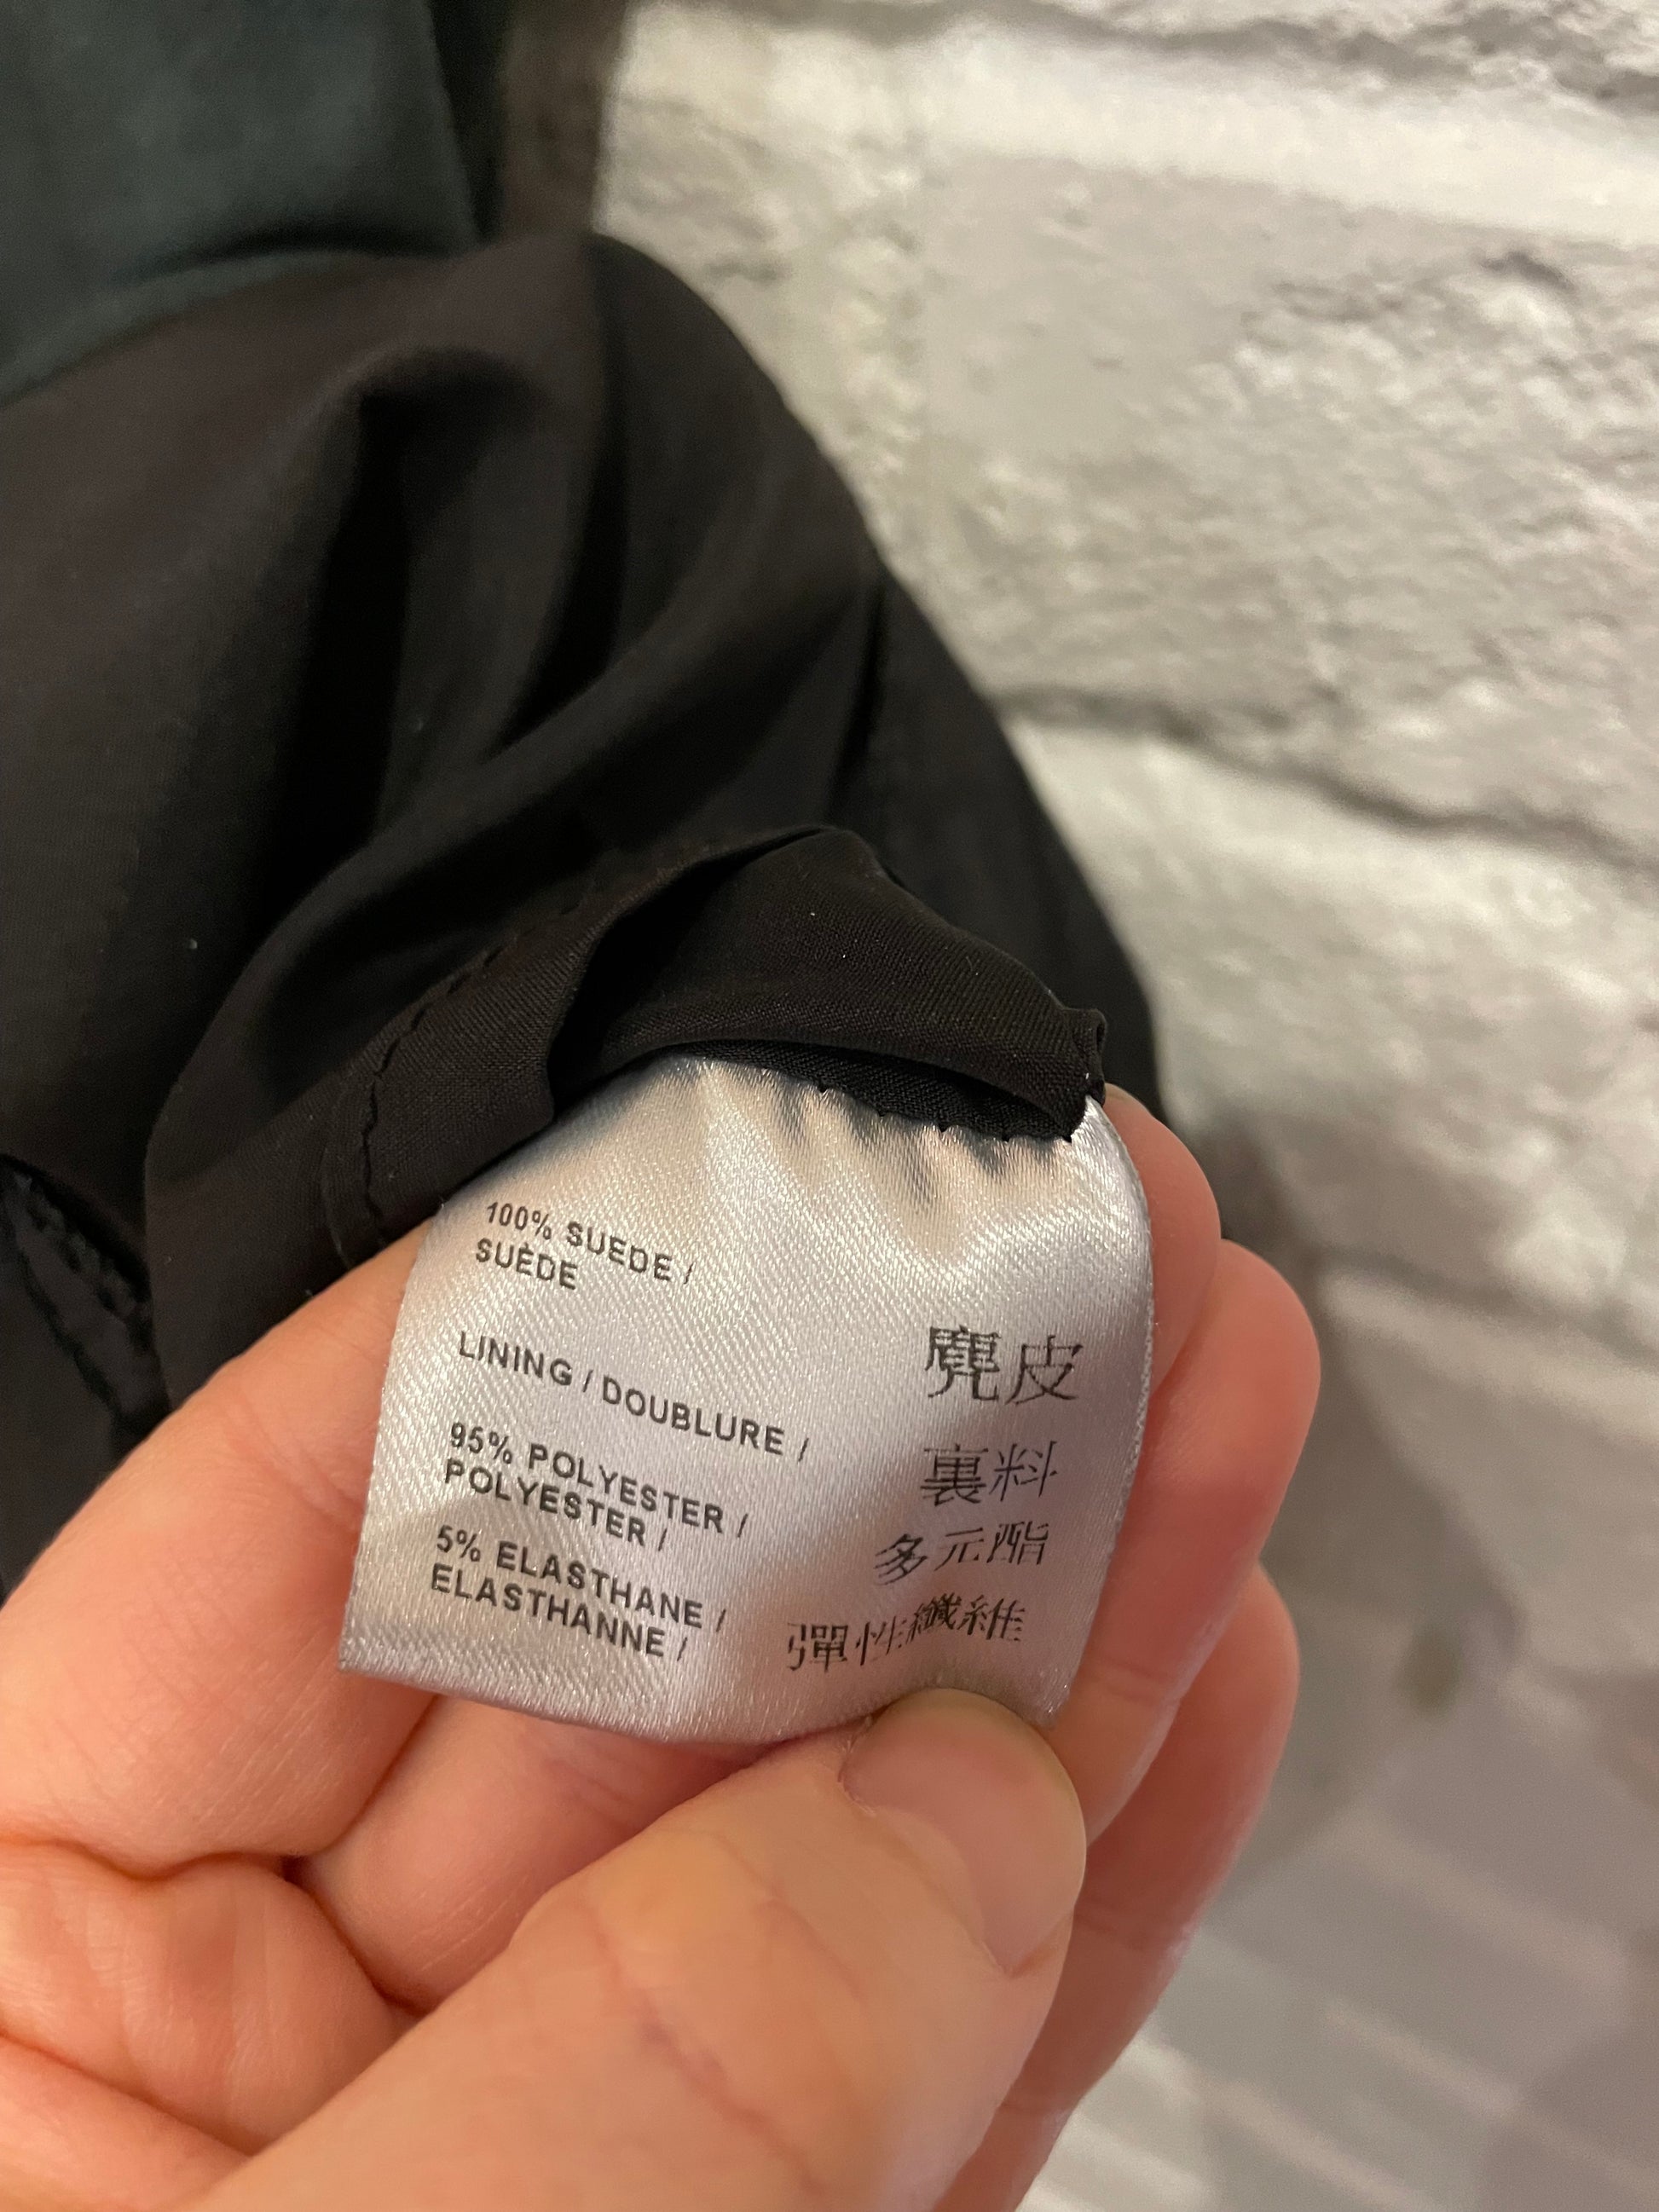 100% SUEDE /
SUÈDE
麂皮
LINING / DOUBLURE /
裏料
95% POLYESTER /
POLYESTER /
多元酯
5% ELASTHANE /
ELASTHANNE /
彈性纖維